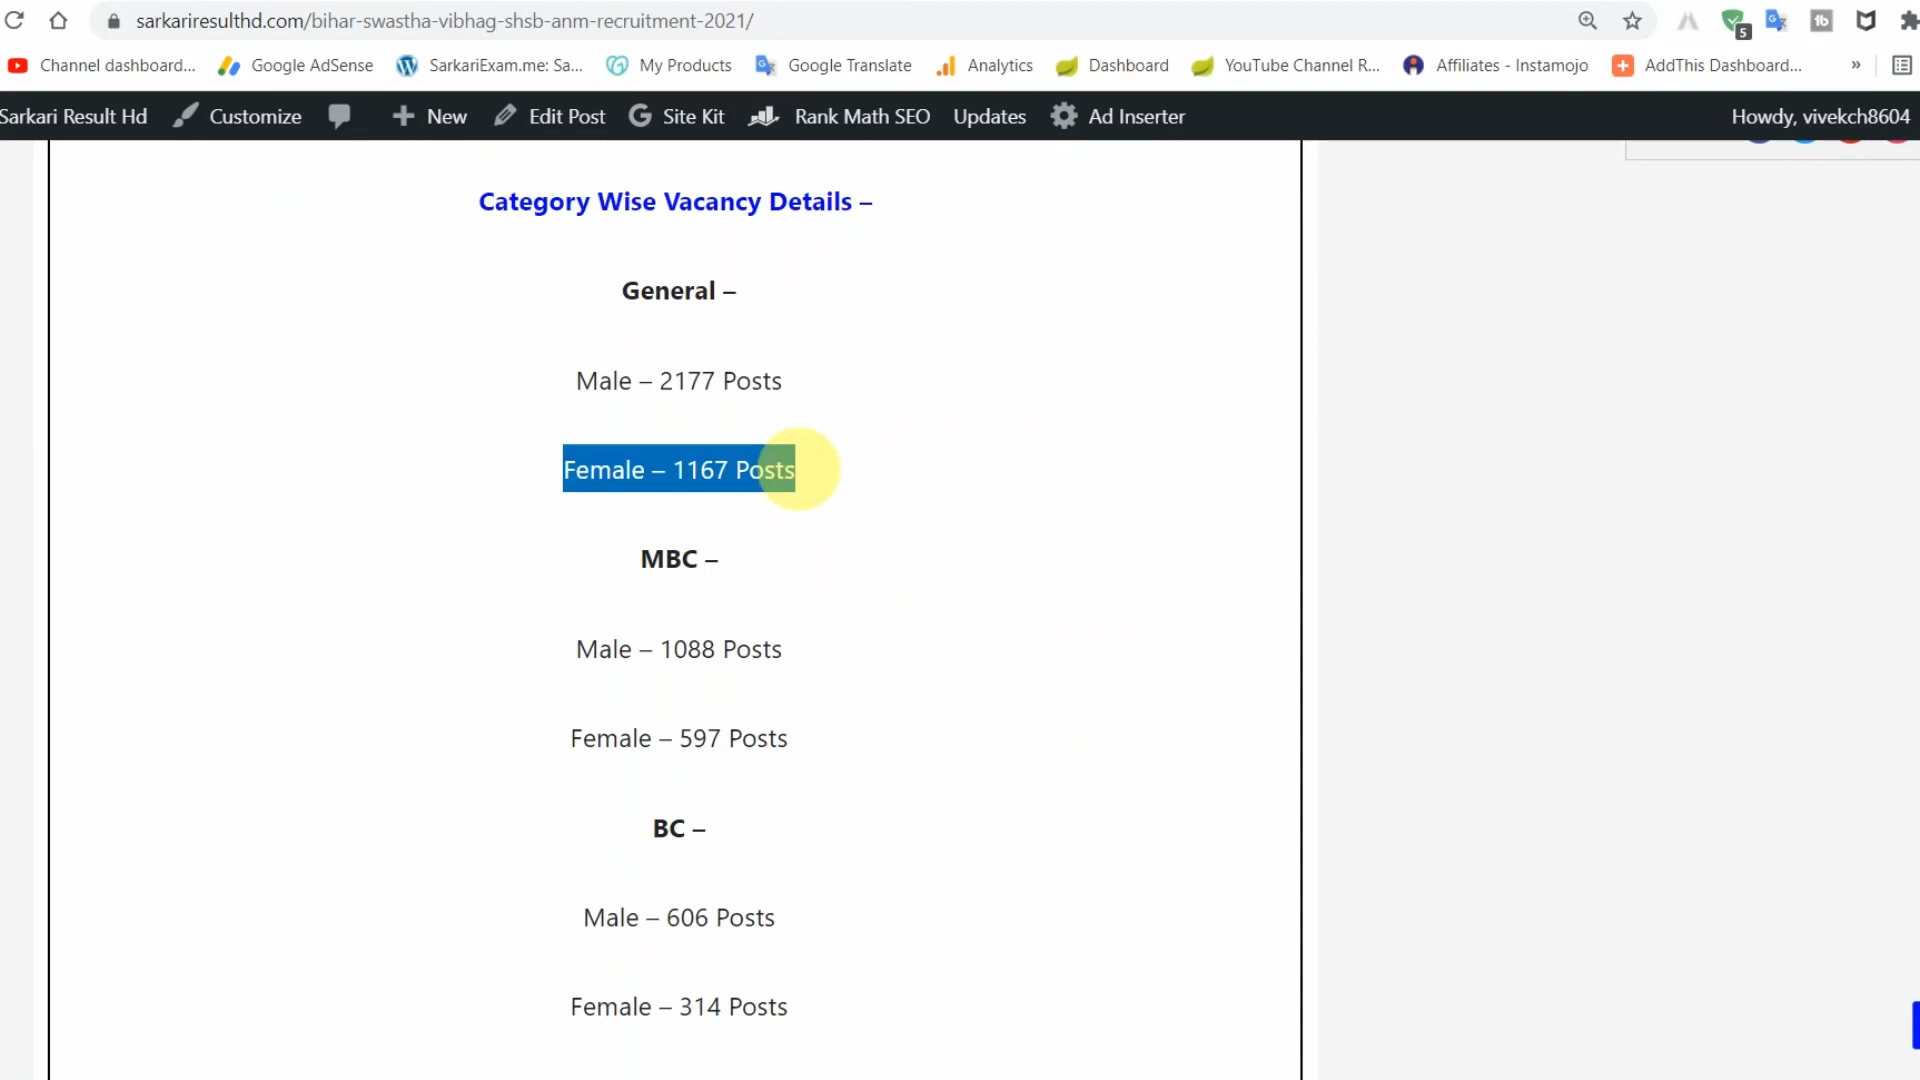 sarkariresulthd.com/bihar-swastha-vibhag-shsb-anm-recruitment-2021/
5
tb
Channel dashboard... Google AdSense SarkariExam.me: Sa... My Products Google Translate Analytics Dashboard YouTube Channel R... Affiliates - Instamojo AddThis Dashboard... »
Sarkari Result Hd Customize New Edit Post Site Kit Rank Math SEO Updates Ad Inserter Howdy, vivekch8604
Category Wise Vacancy Details –
General –
Male – 2177 Posts
Female – 1167 Posts
MBC –
Male – 1088 Posts
Female – 597 Posts
BC –
Male – 606 Posts
Female – 314 Posts